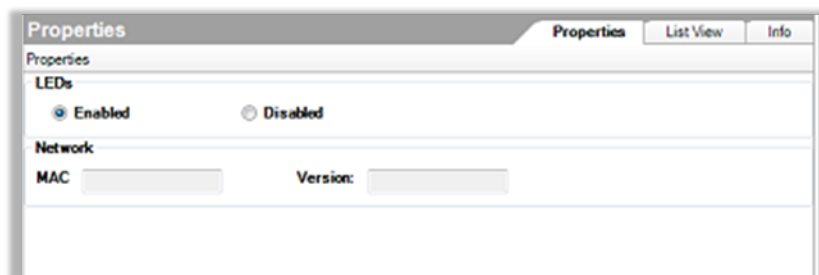 Properties Properties List View Info
Properties
LEDs
Enabled Disabled
Network
MAC Version: